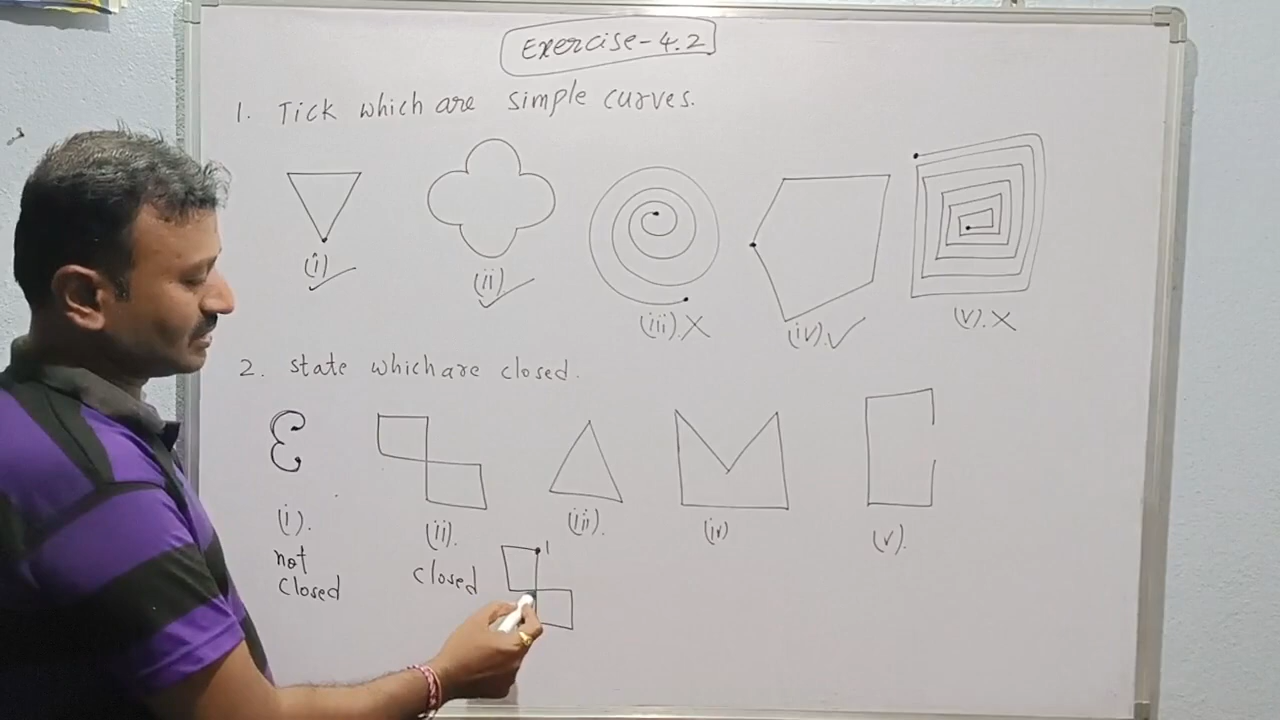 Exercise-4.2
1. Tick which are simple curves.
(i) ✓ (ii) ✓ (iii). X (iv). ✓ (v). X
2. state which are closed.
(i). (ii). (iii). (iv) (v).
not closed 1
closed